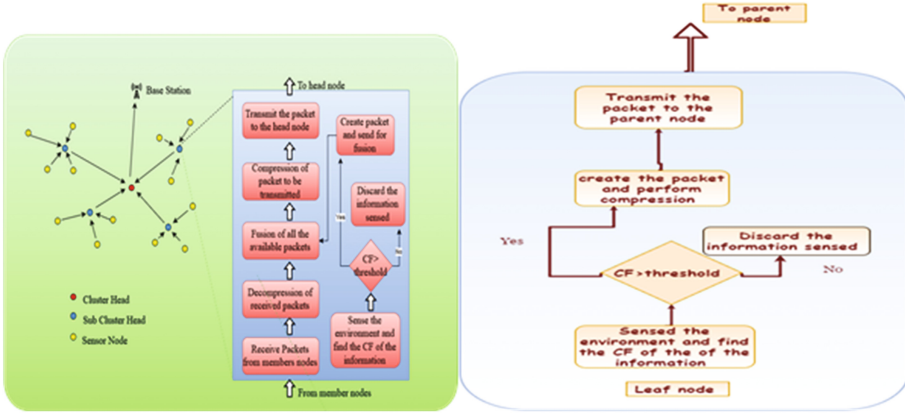 Base Station
Cluster Head
Sub Cluster Head
Sensor Node
To head node
Transmit the packet
to the head node
Compression of
packet to be
transmitted
Fusion of all the
available packets
Decompression of
received packets
Receive Packets
from members nodes
From member nodes
Create packet
and send for
fusion
Discard the
information
sensed
Yes
No
CF>
threshold
Sense the
environment and
find the CF of the
information
To parent
node
Transmit the
packet to the
parent node
create the packet
and perform
compression
Yes
Discard the
information sensed
No
CF>threshold
Sensed the
environment and find
the CF of the of the
information
Leaf node